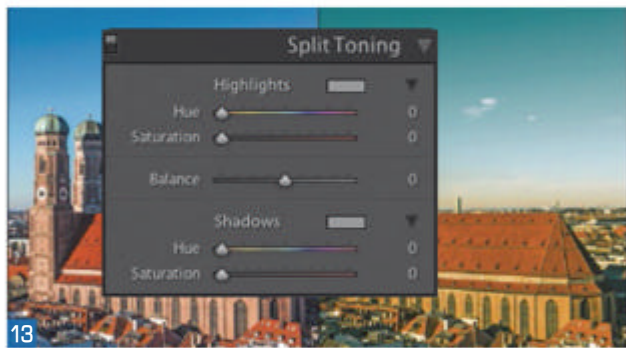 Split Toning
Highlights
Hue 0
Saturation 0
Balance 0
Shadows
Hue 0
Saturation 0
13